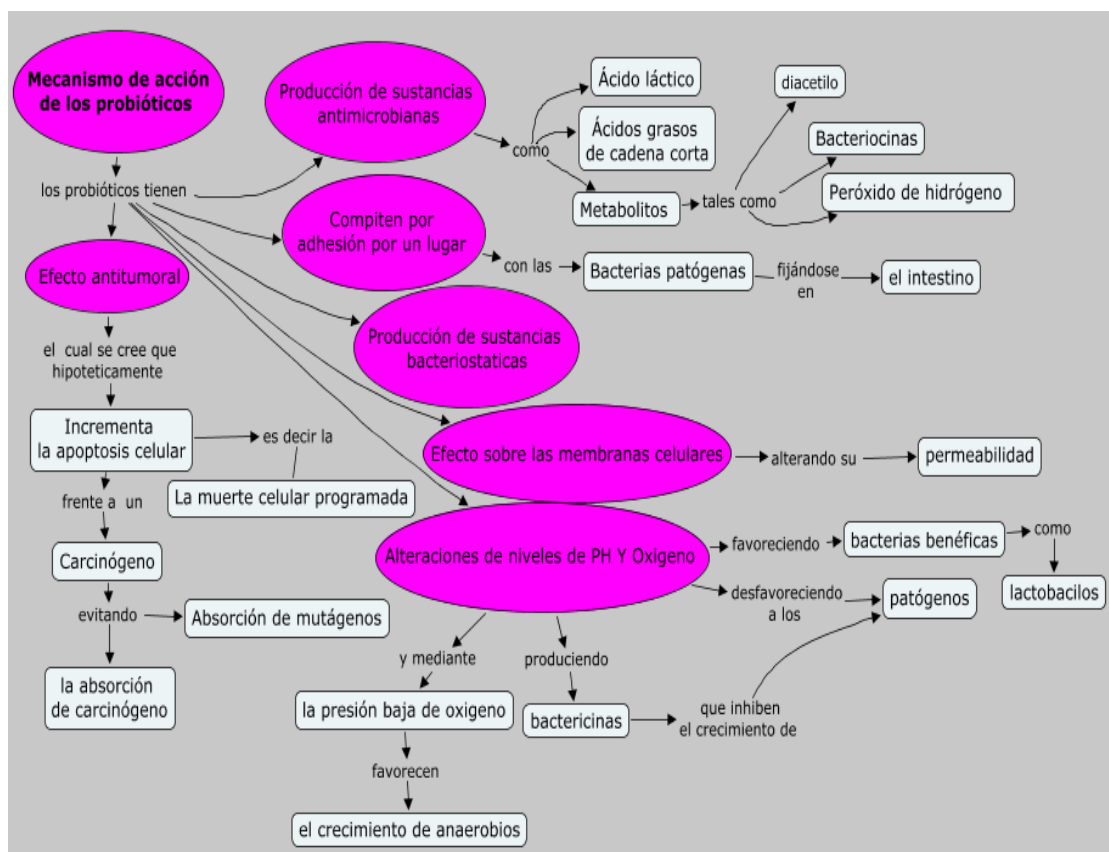 Mecanismo de acción
de los probióticos
los probióticos tienen
Producción de sustancias
antimicrobianas
como
Ácido láctico
Ácidos grasos
de cadena corta
Metabolitos
tales como
diacetilo
Bacteriocinas
Peróxido de hidrógeno
Compiten por
adhesión por un lugar
con las
Bacterias patógenas
fijándose
en
el intestino
Producción de sustancias
bacteriostaticas
Efecto sobre las membranas celulares
alterando su
permeabilidad
Alteraciones de niveles de PH Y Oxigeno
favoreciendo
bacterias benéficas
como
lactobacilos
desfavoreciendo
a los
patógenos
y mediante
la presión baja de oxigeno
favorecen
el crecimiento de anaerobios
produciendo
bactericinas
que inhiben
el crecimiento de
Efecto antitumoral
el cual se cree que
hipoteticamente
Incrementa
la apoptosis celular
es decir la
La muerte celular programada
frente a un
Carcinógeno
evitando
Absorción de mutágenos
la absorción
de carcinógeno